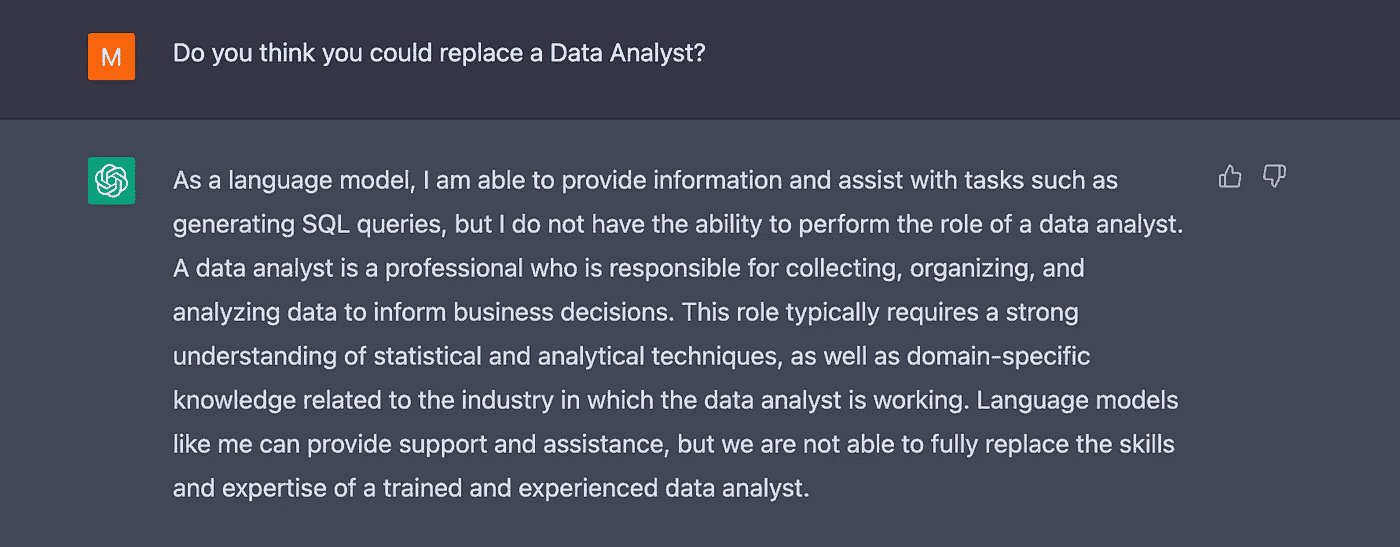 M
Do you think you could replace a Data Analyst?
As a language model, I am able to provide information and assist with tasks such as
generating SQL queries, but I do not have the ability to perform the role of a data analyst.
A data analyst is a professional who is responsible for collecting, organizing, and
analyzing data to inform business decisions. This role typically requires a strong
understanding of statistical and analytical techniques, as well as domain-specific
knowledge related to the industry in which the data analyst is working. Language models
like me can provide support and assistance, but we are not able to fully replace the skills
and expertise of a trained and experienced data analyst.